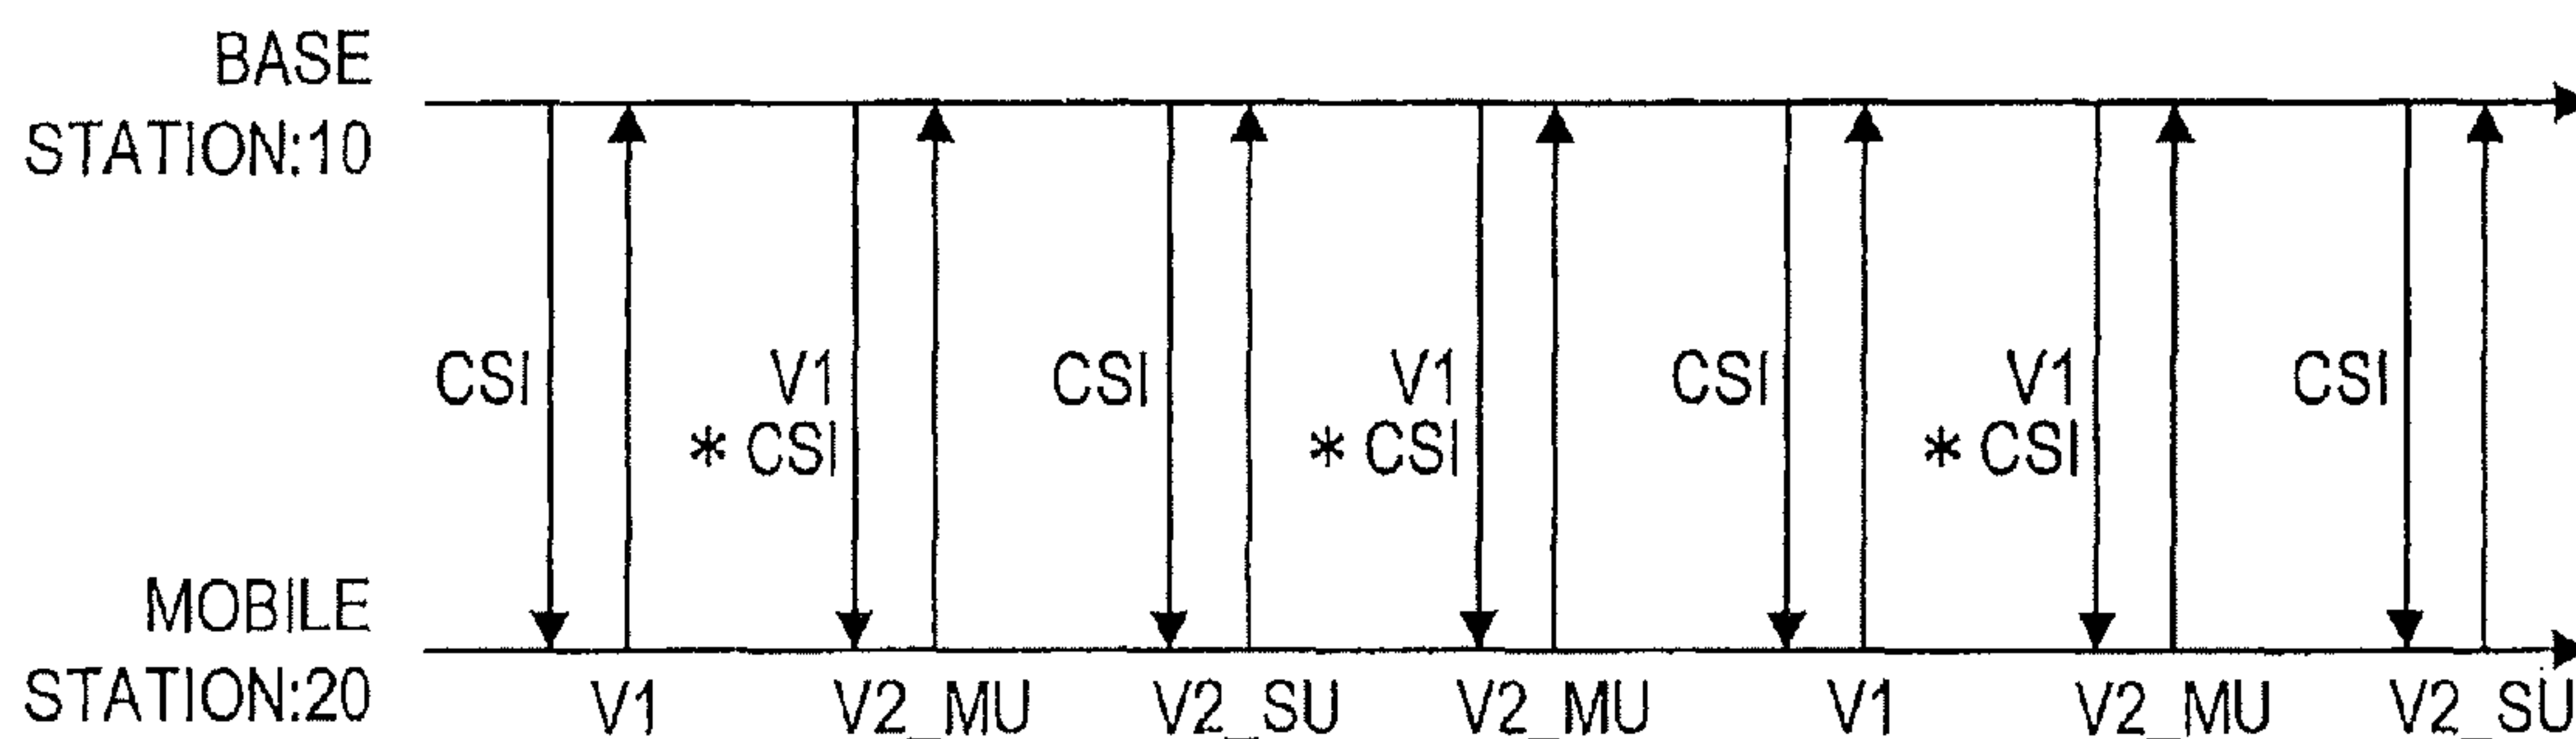 BASE
STATION:10
CSI
V1
* CSI
CSI
V1
* CSI
CSI
V1
* CSI
CSI
MOBILE
STATION:20
V1
V2_MU
V2_SU
V2_MU
V1
V2_MU
V2_SU